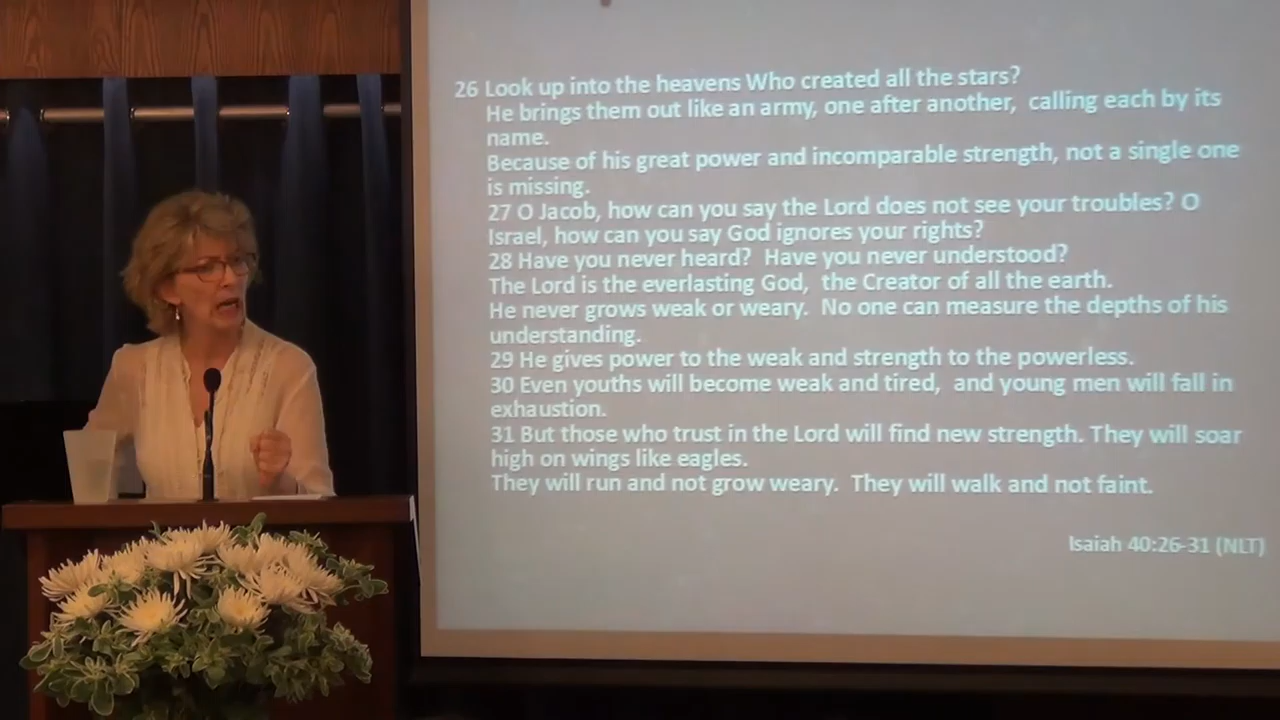 26 Look up into the heavens Who created all the stars?
He brings them out like an army, one after another, calling each by its
name.
Because of his great power and incomparable strength, not a single one
is missing.
27 O Jacob, how can you say the Lord does not see your troubles? O
Israel, how can you say God ignores your rights?
28 Have you never heard? Have you never understood?
The Lord is the everlasting God, the Creator of all the earth.
He never grows weak or weary. No one can measure the depths of his
understanding.
29 He gives power to the weak and strength to the powerless.
30 Even youths will become weak and tired, and young men will fall in
exhaustion.
31 But those who trust in the Lord will find new strength. They will soar
high on wings like eagles.
They will run and not grow weary. They will walk and not faint.
Isaiah 40:26-31 (NLT)